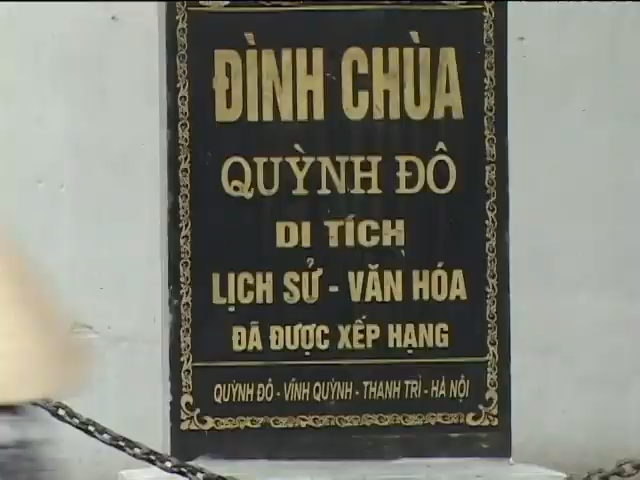 ĐÌNH CHÙA
QUỲNH ĐÔ
DI TÍCH
LỊCH SỬ - VĂN HÓA
ĐÃ ĐƯỢC XẾP HẠNG
QUỲNH ĐÔ - VĨNH QUỲNH - THANH TRÌ - HÀ NỘI